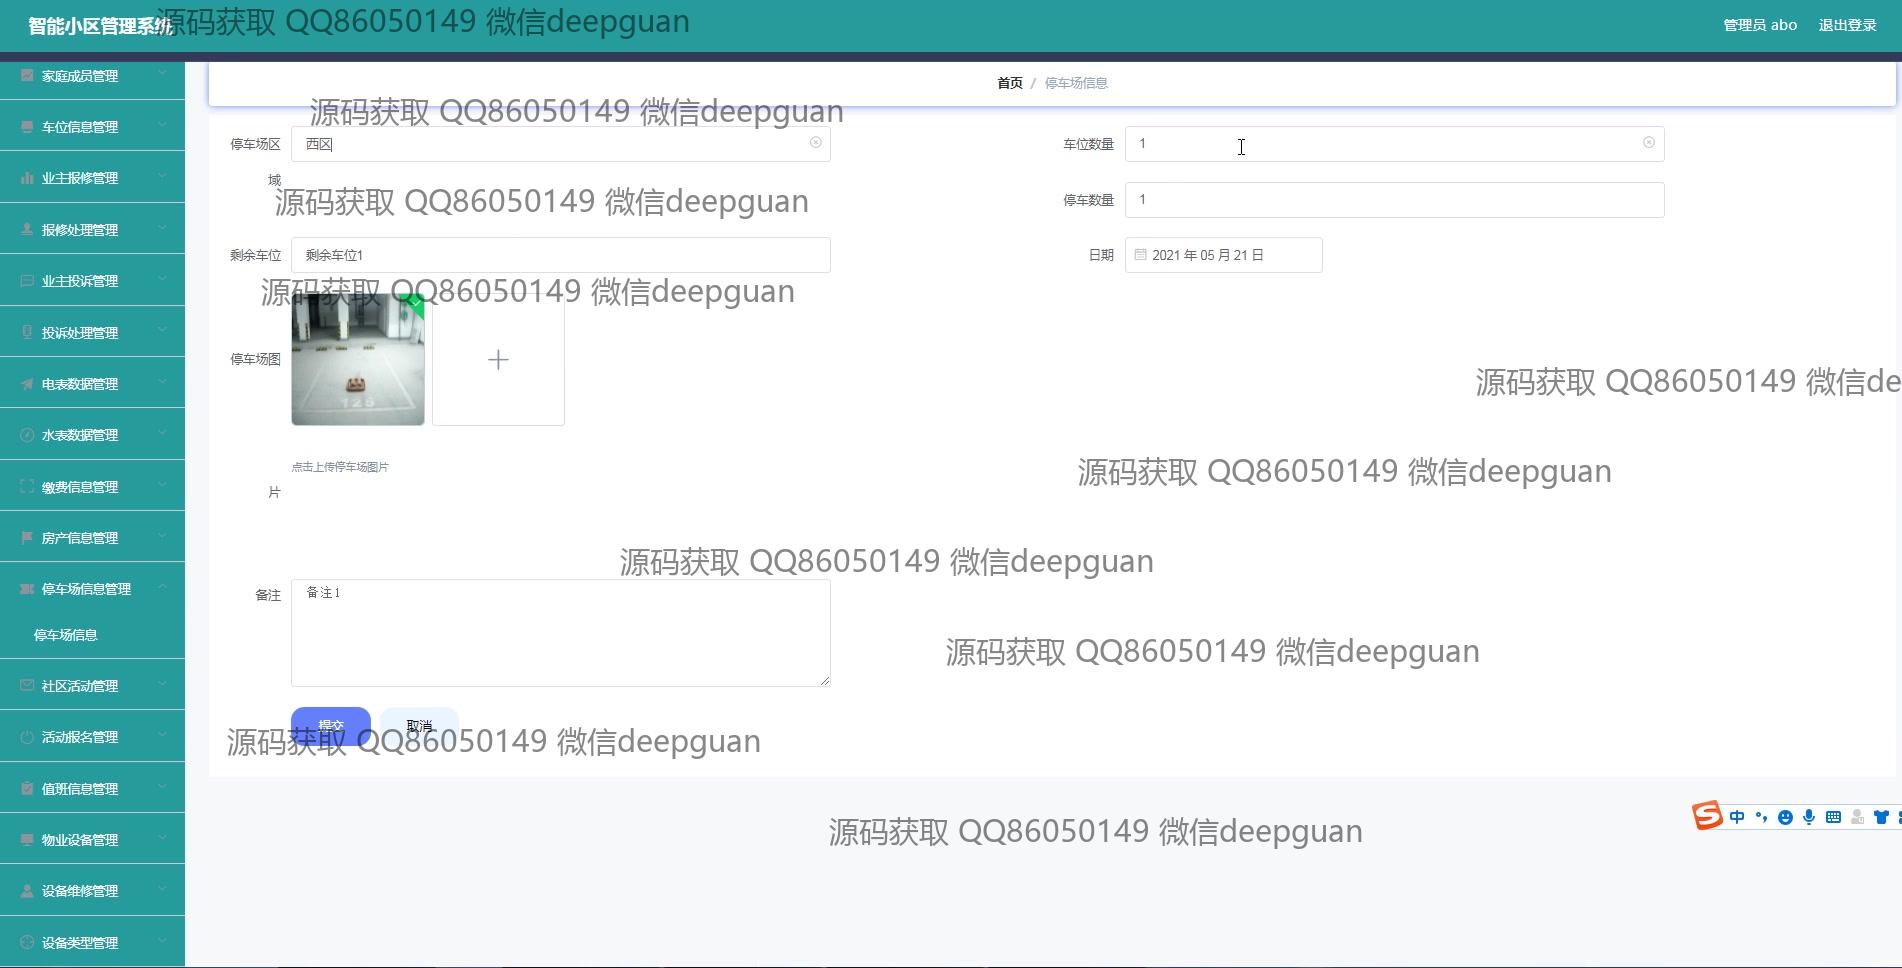 智能小区管理系统
源码获取 QQ86050149 微信deepguan
管理员 abo
退出登录
家庭成员管理
首页 / 停车场信息
源码获取 QQ86050149 微信deepguan
车位信息管理
停车场区域
西区
车位数量
1
业主报修管理
源码获取 QQ86050149 微信deepguan
停车数量
1
报修处理管理
剩余车位
剩余车位1
日期
2021 年 05 月 21 日
业主投诉管理
源码获取 QQ86050149 微信deepguan
投诉处理管理
停车场图片
125
电表数据管理
源码获取 QQ86050149 微信de
水表数据管理
点击上传停车场图片
源码获取 QQ86050149 微信deepguan
缴费信息管理
房产信息管理
源码获取 QQ86050149 微信deepguan
停车场信息管理
备注
备注1
停车场信息
源码获取 QQ86050149 微信deepguan
社区活动管理
提交
取消
活动报名管理
源码获取 QQ86050149 微信deepguan
值班信息管理
中
物业设备管理
源码获取 QQ86050149 微信deepguan
设备维修管理
设备类型管理